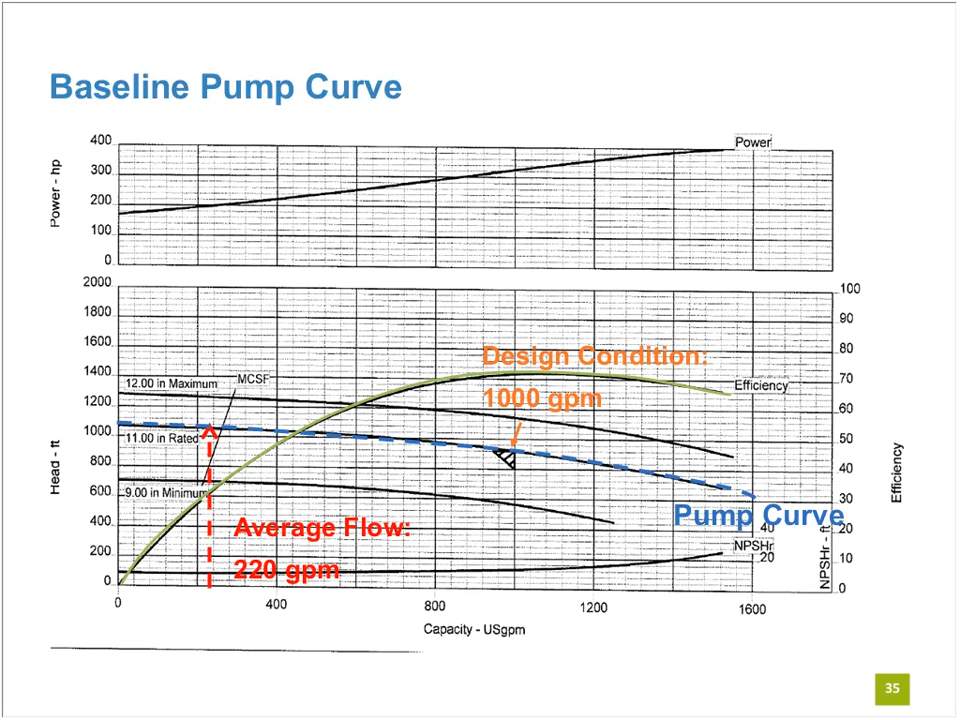 Baseline Pump Curve
400
300
200
100
0
Power - hp
Power
2000
1800
1600
1400
1200
1000
800
600
400
200
0
Head - ft
100
90
80
70
60
50
40
30
20
10
0
Efficiency
Design Condition:
1000 gpm
12.00 in Maximum
MCSF
Efficiency
11.00 in Rated
9.00 in Minimum
Average Flow:
220 gpm
Pump Curve
40
20
NPSHr
NPSHr - ft
0
400
800
1200
1600
Capacity - USgpm
35